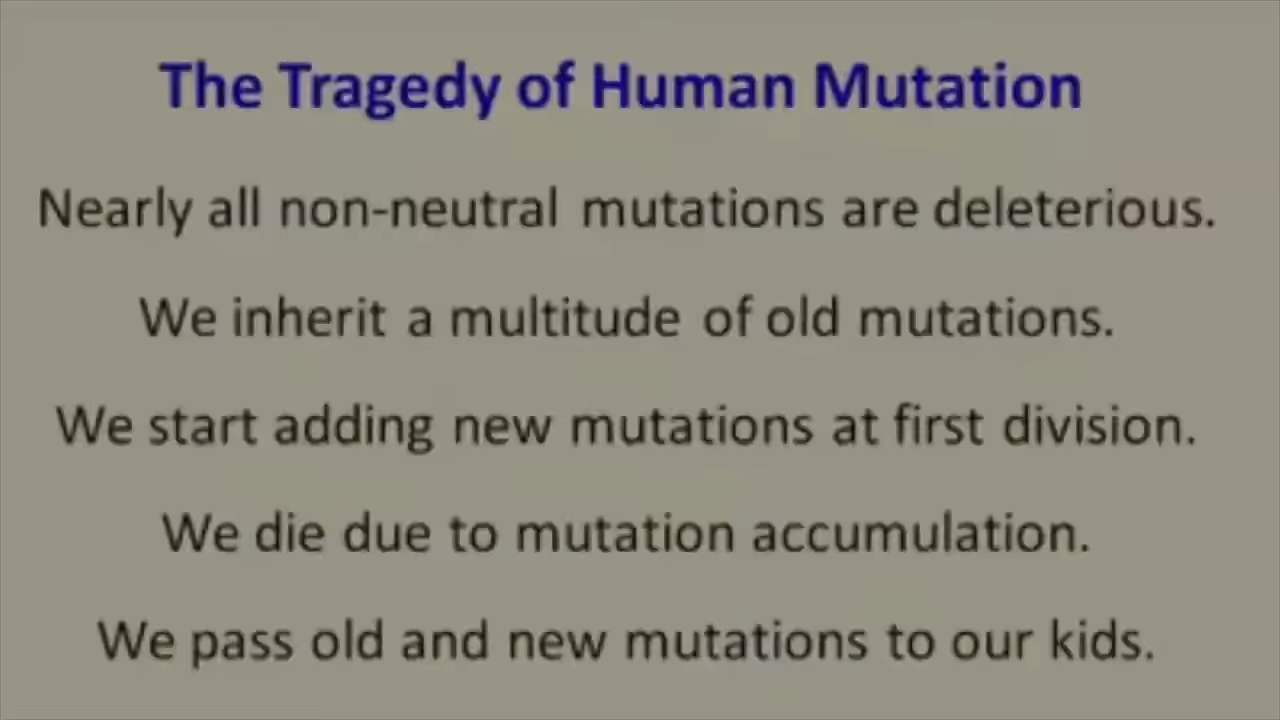 The Tragedy of Human Mutation
Nearly all non-neutral mutations are deleterious.
We inherit a multitude of old mutations.
We start adding new mutations at first division.
We die due to mutation accumulation.
We pass old and new mutations to our kids.